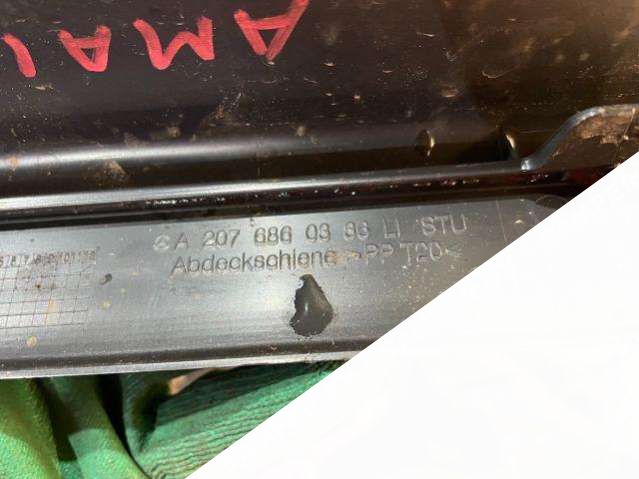 AMA
A 207 686 03 36 LI STU
Abdeckschiene >PP T20<